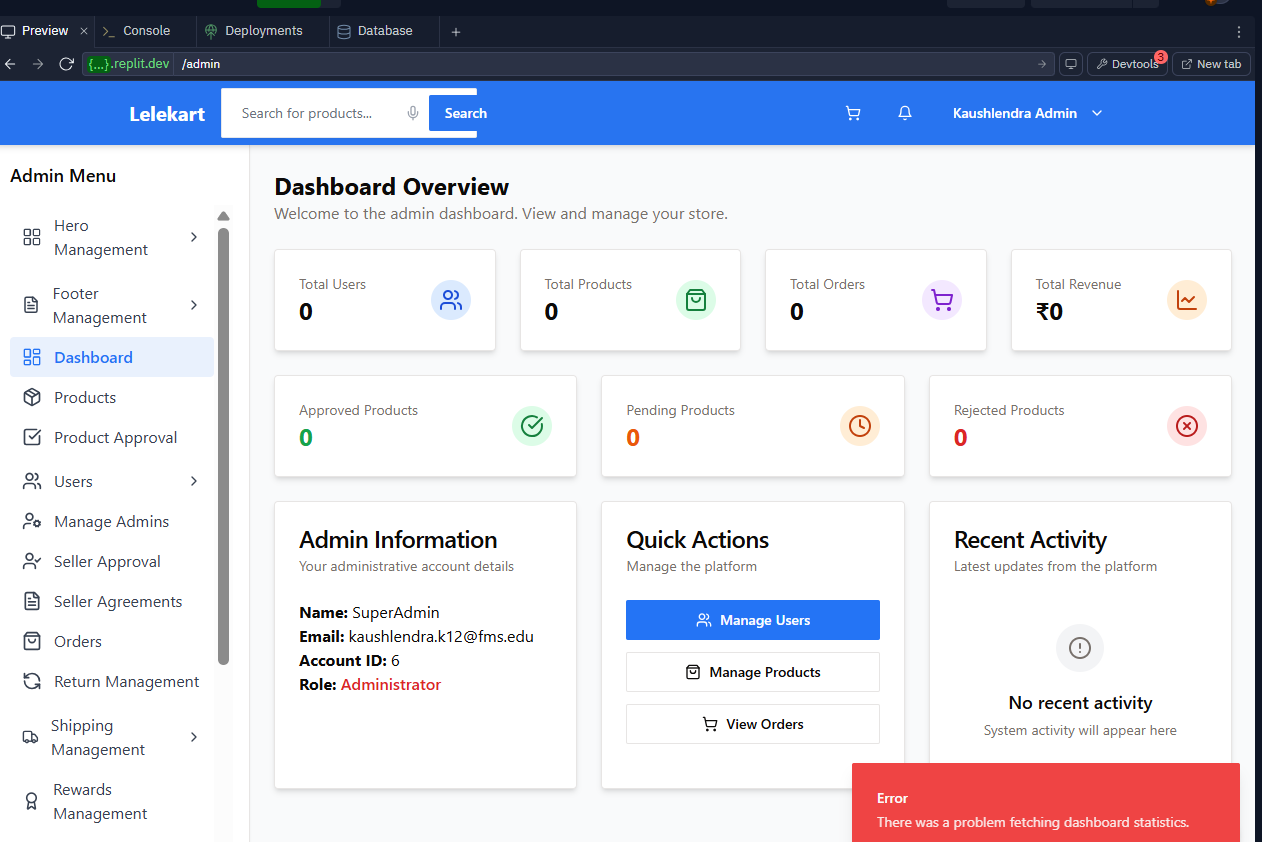 Preview
Console
Deployments
Database
{...}.replit.dev
/admin
Devtools
3
New tab
Lelekart
Search for products...
Search
Kaushlendra Admin
Admin Menu
Hero
Management
Footer
Management
Dashboard
Products
Product Approval
Users
Manage Admins
Seller Approval
Seller Agreements
Orders
Return Management
Shipping
Management
Rewards
Management
Dashboard Overview
Welcome to the admin dashboard. View and manage your store.
Total Users
0
Total Products
0
Total Orders
0
Total Revenue
₹0
Approved Products
0
Pending Products
0
Rejected Products
0
Admin Information
Your administrative account details
Name: SuperAdmin
Email: kaushlendra.k12@fms.edu
Account ID: 6
Role: Administrator
Quick Actions
Manage the platform
Manage Users
Manage Products
View Orders
Recent Activity
Latest updates from the platform
No recent activity
System activity will appear here
Error
There was a problem fetching dashboard statistics.